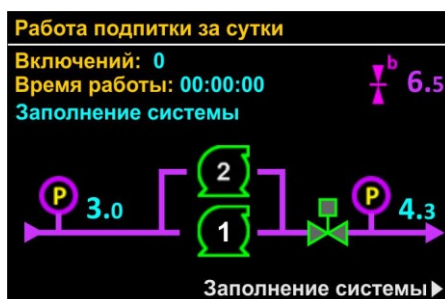 Работа подпитки за сутки
Включений: 0
Время работы: 00:00:00
b 6.5
Заполнение системы
P 3.0
2
1
P 4.3
Заполнение системы